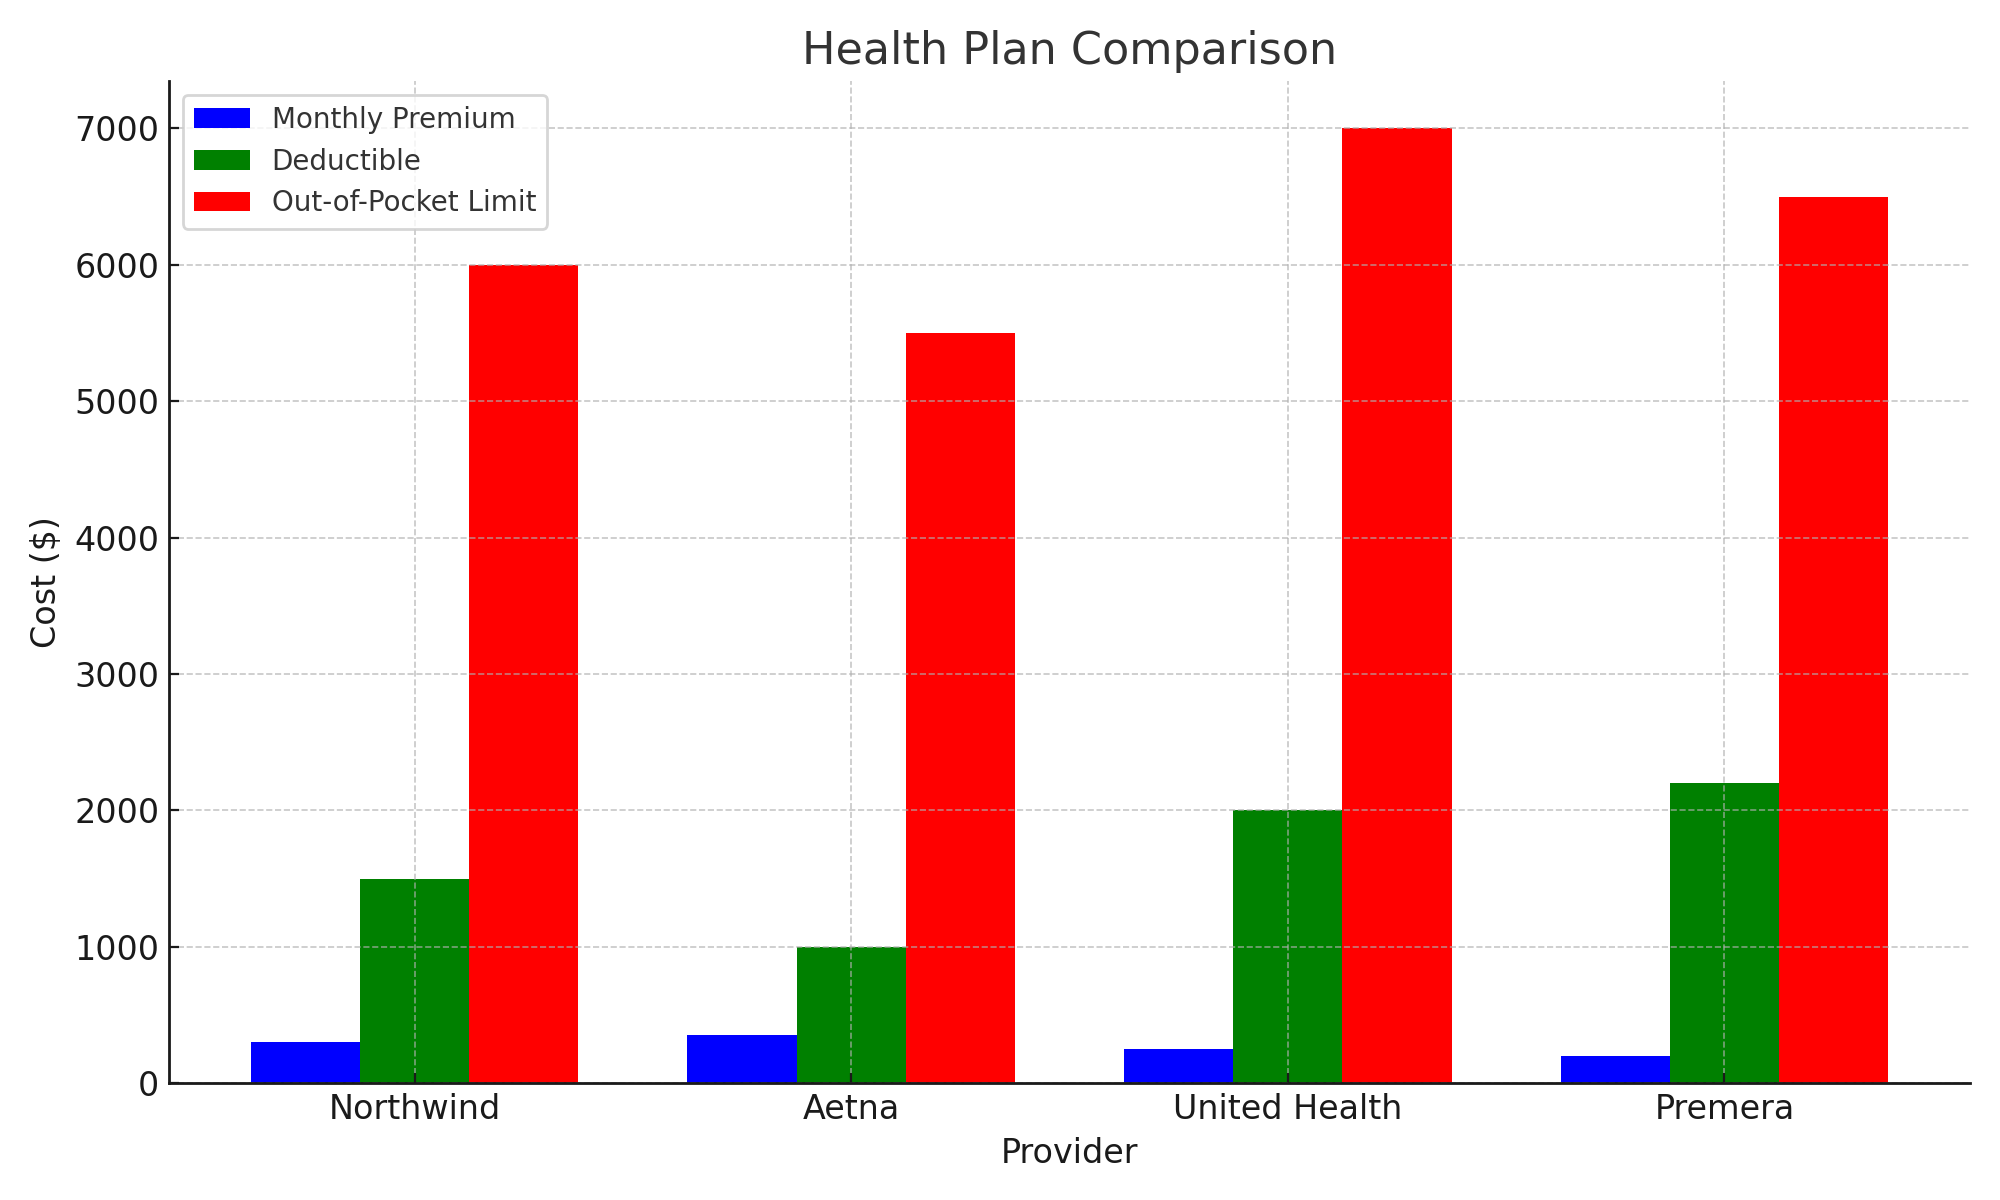 Health Plan Comparison
Monthly Premium
Deductible
Out-of-Pocket Limit
7000
6000
5000
4000
3000
2000
1000
0
Cost ($)
Northwind Aetna United Health Premera
Provider